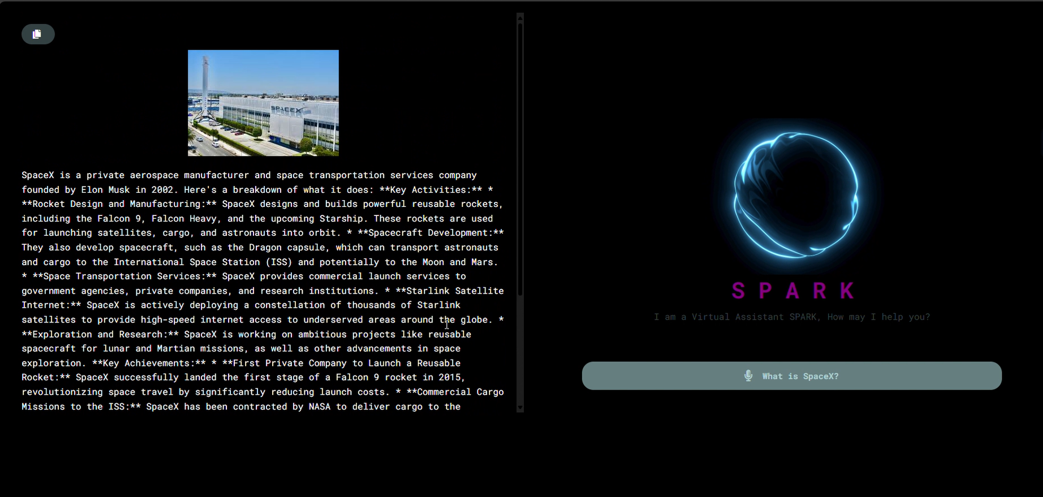 SPACEX
SpaceX is a private aerospace manufacturer and space transportation services company
founded by Elon Musk in 2002. Here's a breakdown of what it does: **Key Activities:** *
**Rocket Design and Manufacturing:** SpaceX designs and builds powerful reusable rockets,
including the Falcon 9, Falcon Heavy, and the upcoming Starship. These rockets are used
for launching satellites, cargo, and astronauts into orbit. * **Spacecraft Development:**
They also develop spacecraft, such as the Dragon capsule, which can transport astronauts
and cargo to the International Space Station (ISS) and potentially to the Moon and Mars.
* **Space Transportation Services:** SpaceX provides commercial launch services to
government agencies, private companies, and research institutions. * **Starlink Satellite
Internet:** SpaceX is actively deploying a constellation of thousands of Starlink
satellites to provide high-speed internet access to underserved areas around the globe. *
**Exploration and Research:** SpaceX is working on ambitious projects like reusable
spacecraft for lunar and Martian missions, as well as other advancements in space
exploration. **Key Achievements:** * **First Private Company to Launch a Reusable
Rocket:** SpaceX successfully landed the first stage of a Falcon 9 rocket in 2015,
revolutionizing space travel by significantly reducing launch costs. * **Commercial Cargo
Missions to the ISS:** SpaceX has been contracted by NASA to deliver cargo to the
SPARK
I am a Virtual Assistant SPARK, How may I help you?
What is SpaceX?